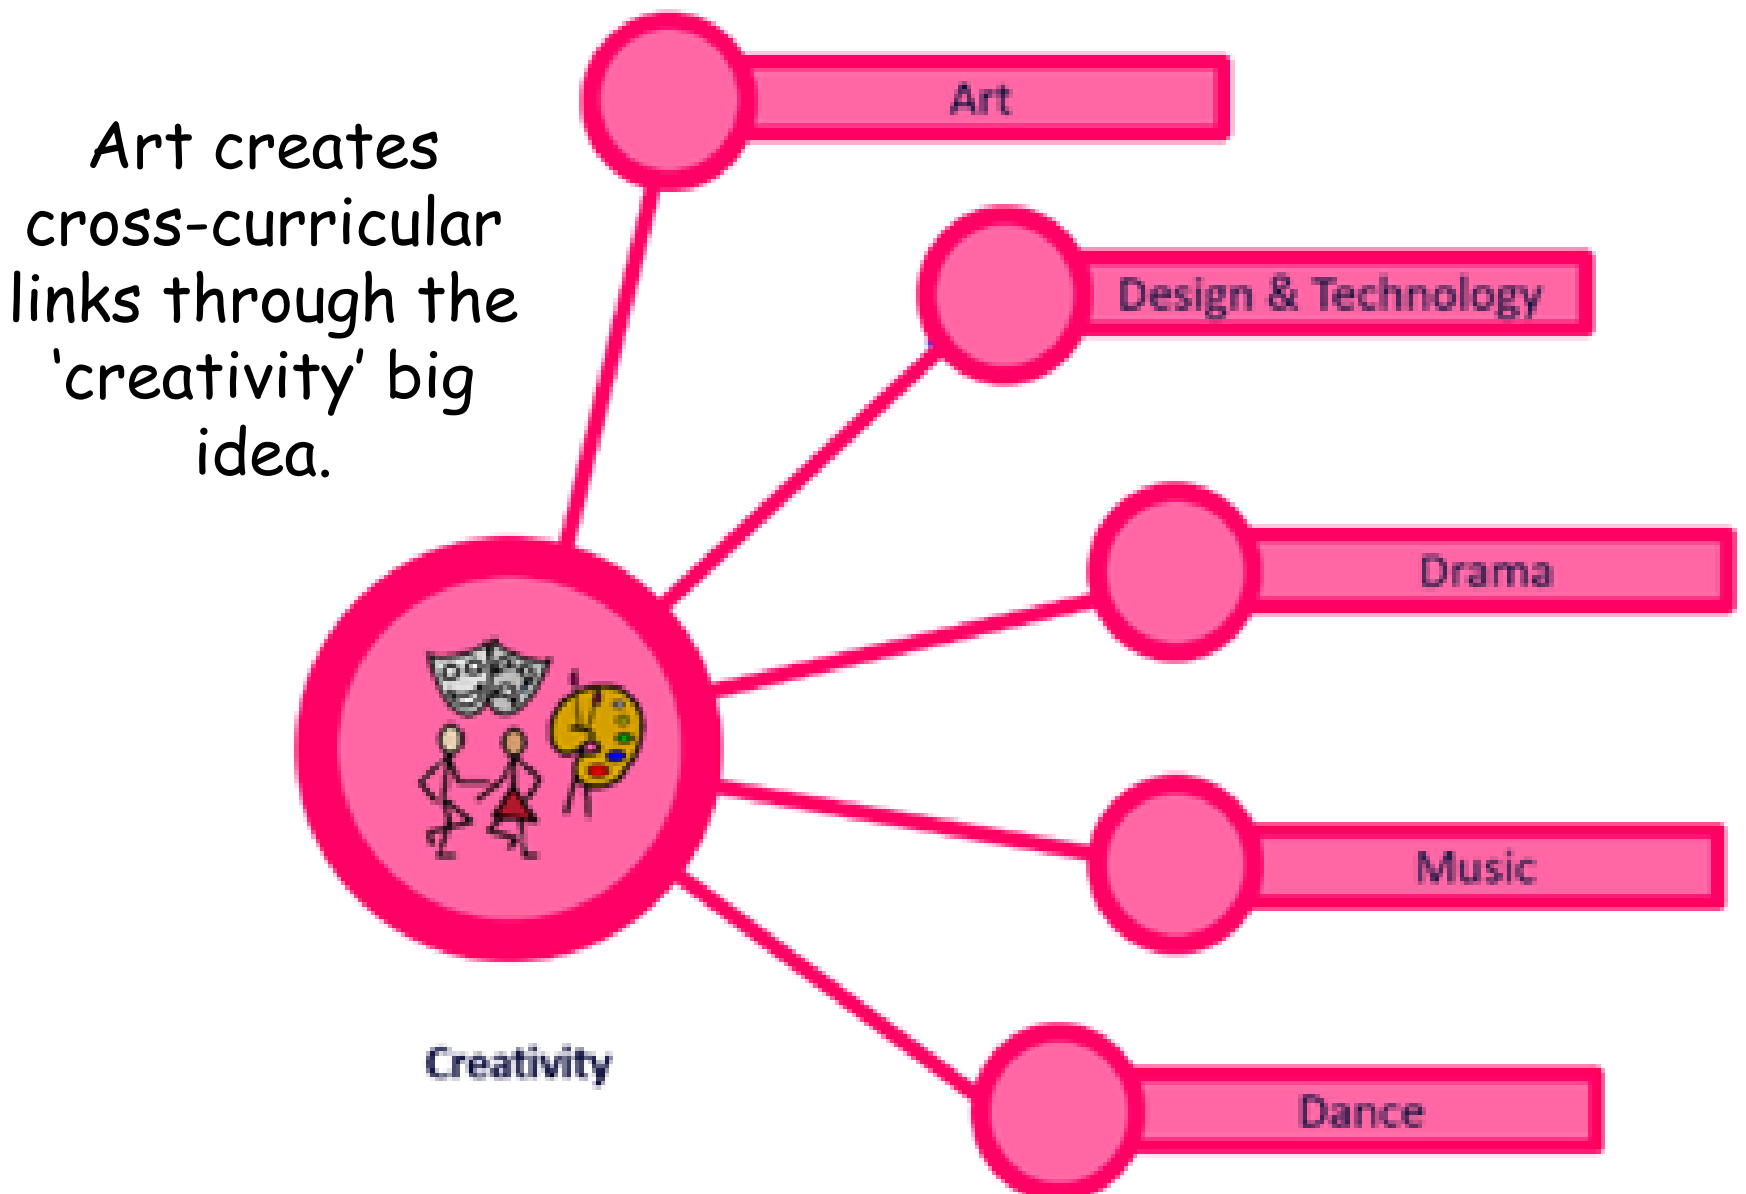 Art creates
cross-curricular
links through the
‘creativity’ big
idea.
Art
Design & Technology
Drama
Music
Dance
Creativity